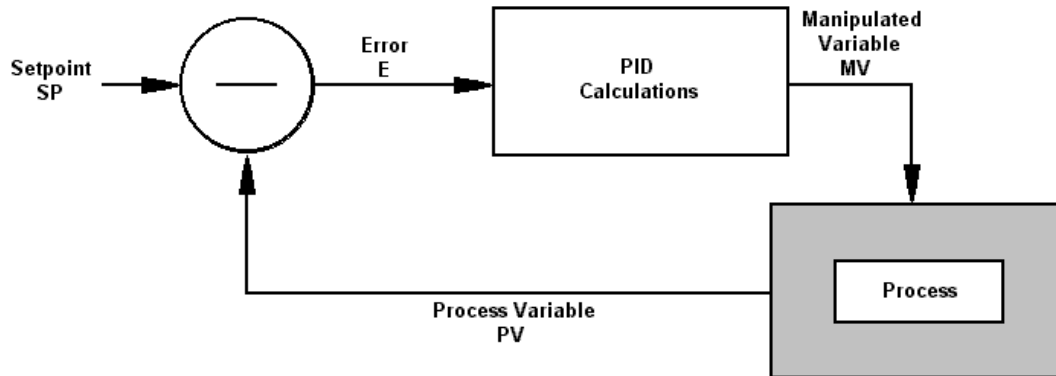 Setpoint
SP
Error
E
PID
Calculations
Manipulated
Variable
MV
Process
Process Variable
PV